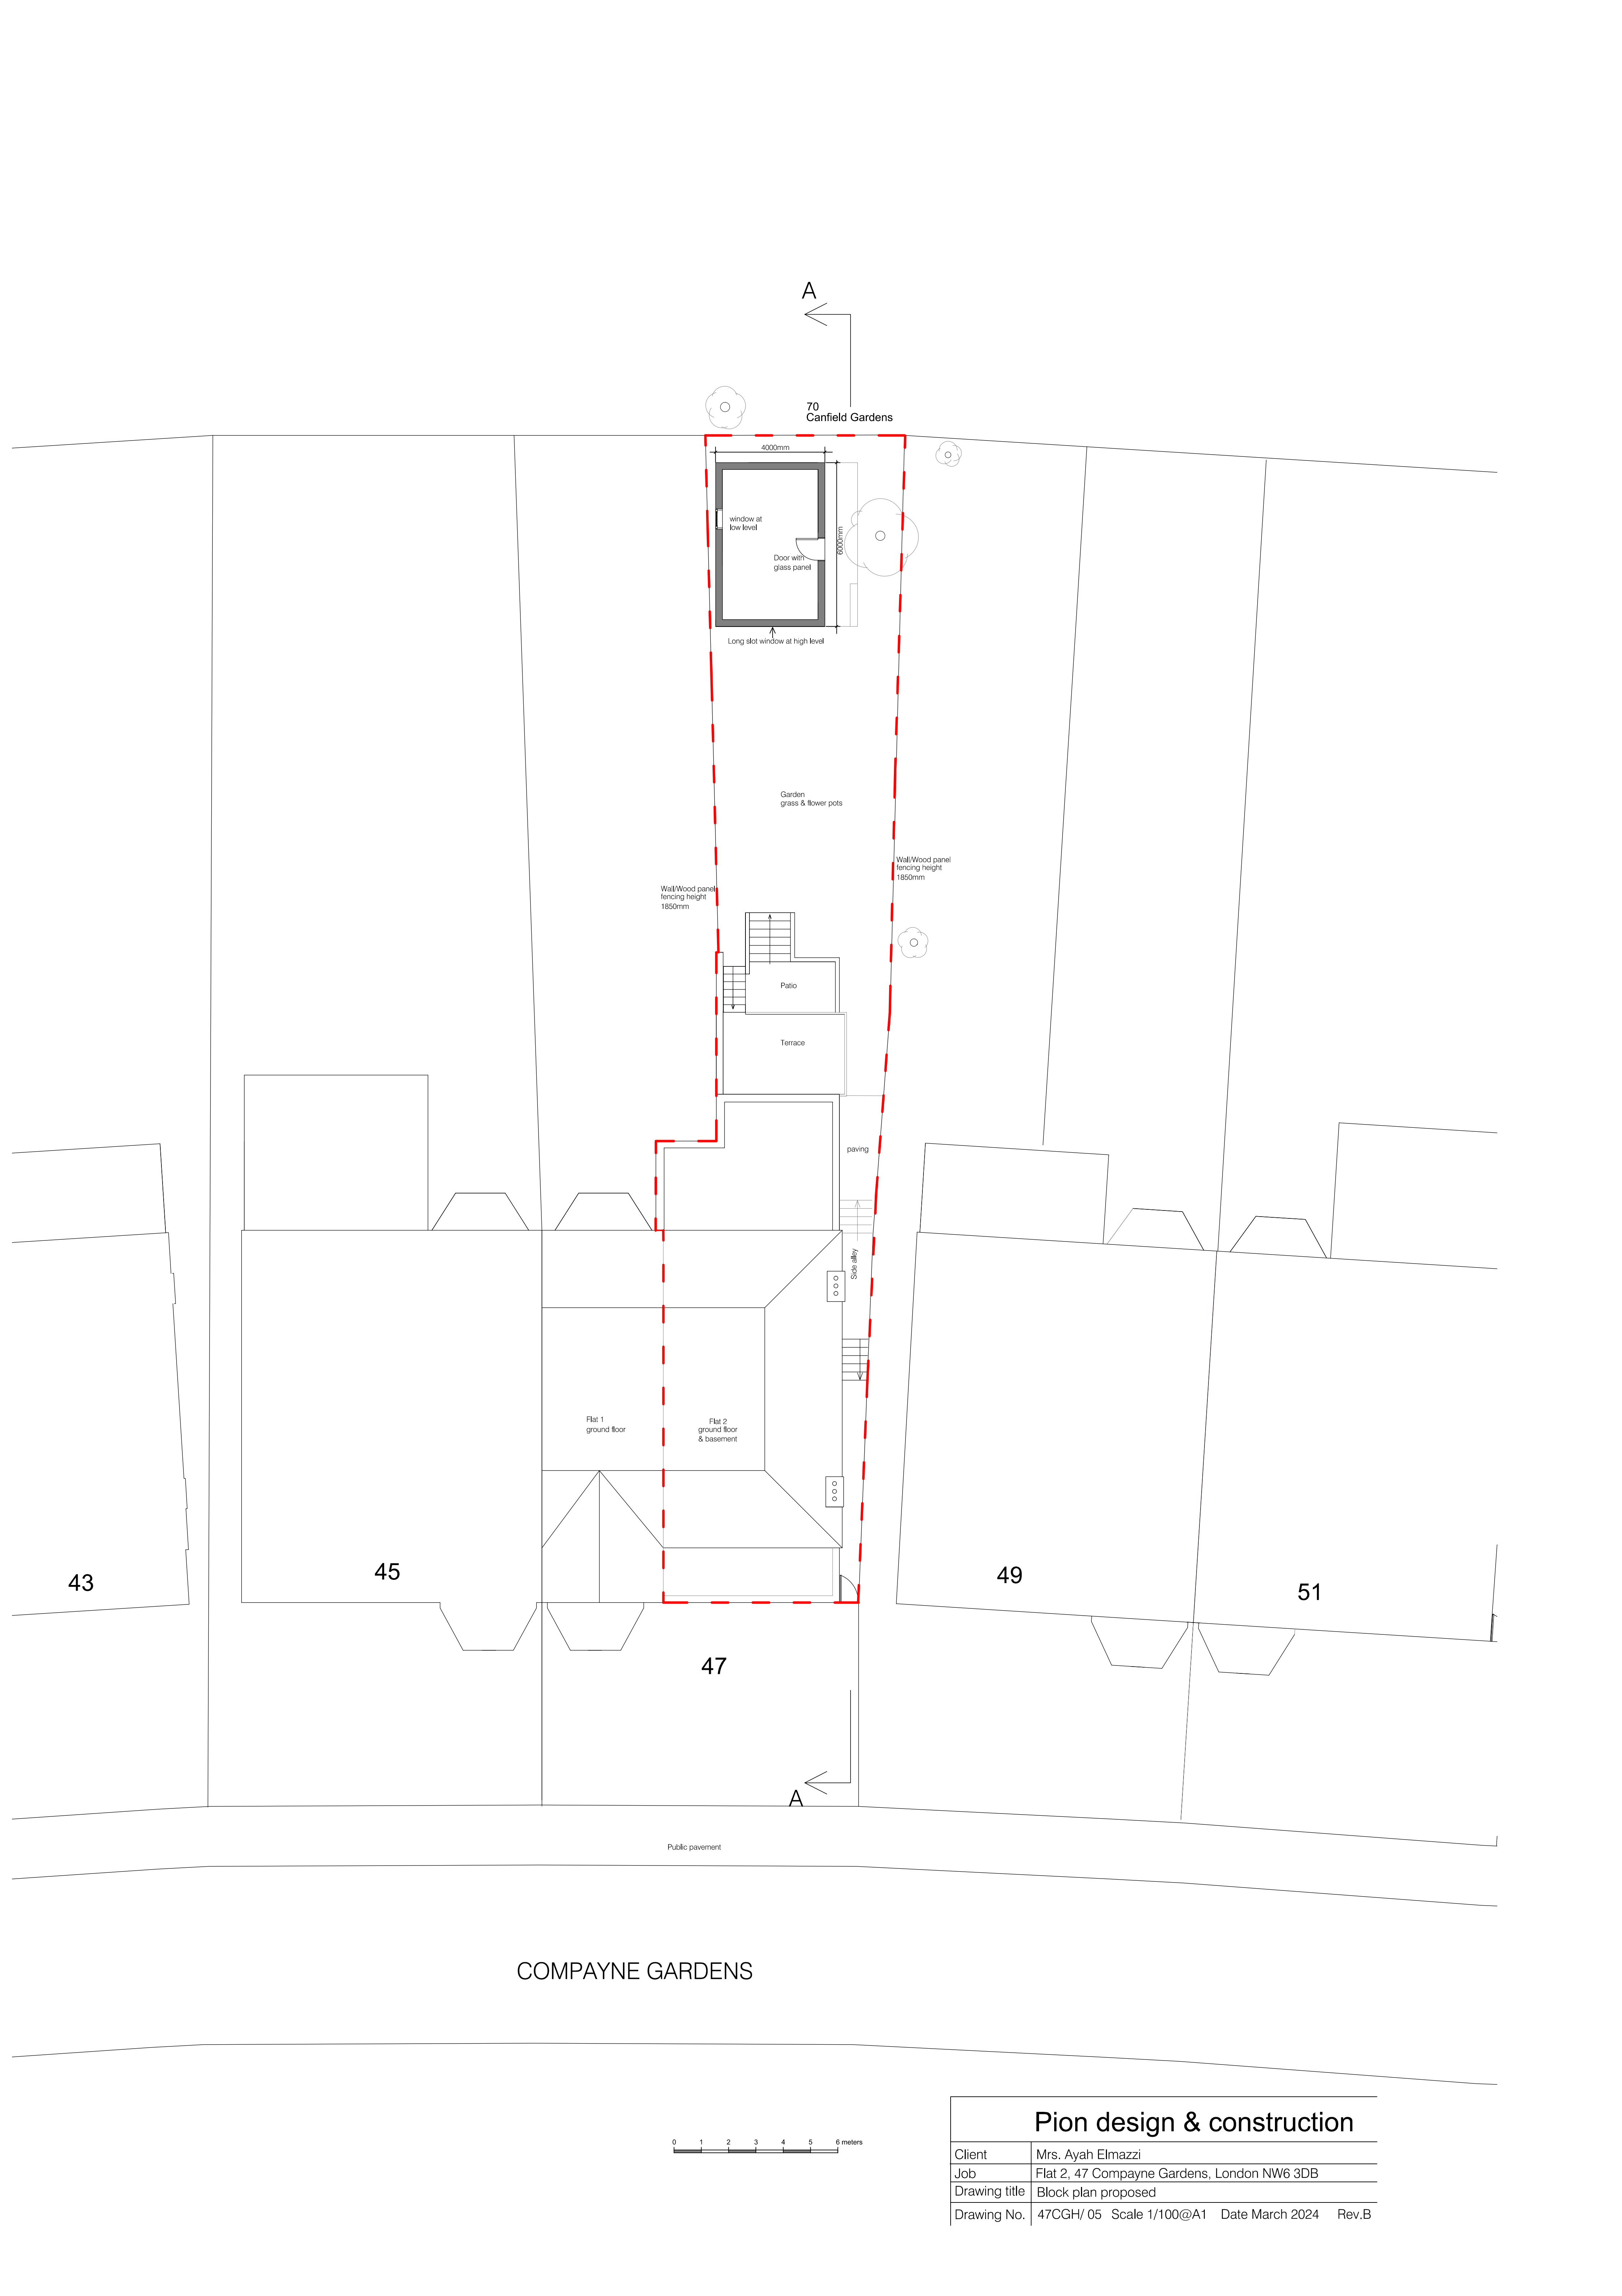 A
70
Canfield Gardens
4000mm
window at
low level
6000mm
Door with
glass panel
Long slot window at high level
Garden
grass & flower pots
Wall/Wood panel
fencing height
1850mm
Wall/Wood panel
fencing height
1850mm
Patio
Terrace
paving
Side alley
Flat 1
ground floor
Flat 2
ground floor
& basement
43
45
49
51
47
A
Public pavement
COMPAYNE GARDENS
0 1 2 3 4 5 6 meters
Pion design & construction
Client Mrs. Ayah Elmazzi
Job Flat 2, 47 Compayne Gardens, London NW6 3DB
Drawing title Block plan proposed
Drawing No. 47CGH/ 05 Scale 1/100@A1 Date March 2024 Rev.B